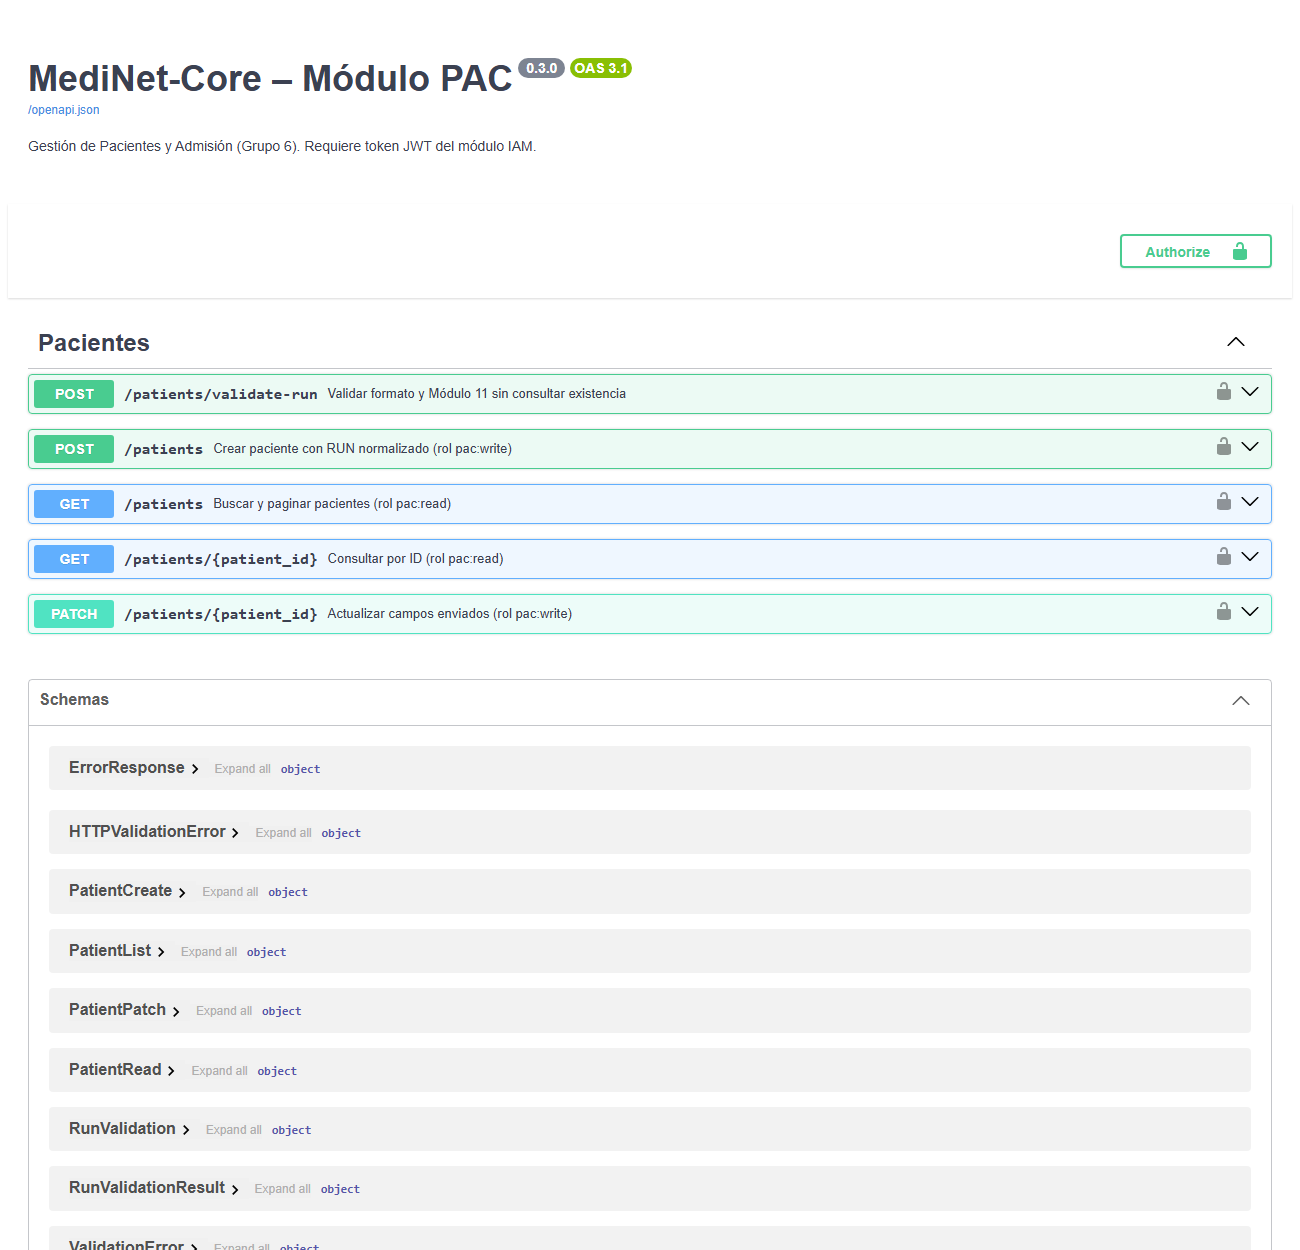 MediNet-Core – Módulo PAC 0.3.0 OAS 3.1
/openapi.json
Gestión de Pacientes y Admisión (Grupo 6). Requiere token JWT del módulo IAM.
Authorize
Pacientes
POST /patients/validate-run Validar formato y Módulo 11 sin consultar existencia
POST /patients Crear paciente con RUN normalizado (rol pac:write)
GET /patients Buscar y paginar pacientes (rol pac:read)
GET /patients/{patient_id} Consultar por ID (rol pac:read)
PATCH /patients/{patient_id} Actualizar campos enviados (rol pac:write)
Schemas
ErrorResponse Expand all object
HTTPValidationError Expand all object
PatientCreate Expand all object
PatientList Expand all object
PatientPatch Expand all object
PatientRead Expand all object
RunValidation Expand all object
RunValidationResult Expand all object
ValidationError Expand all object